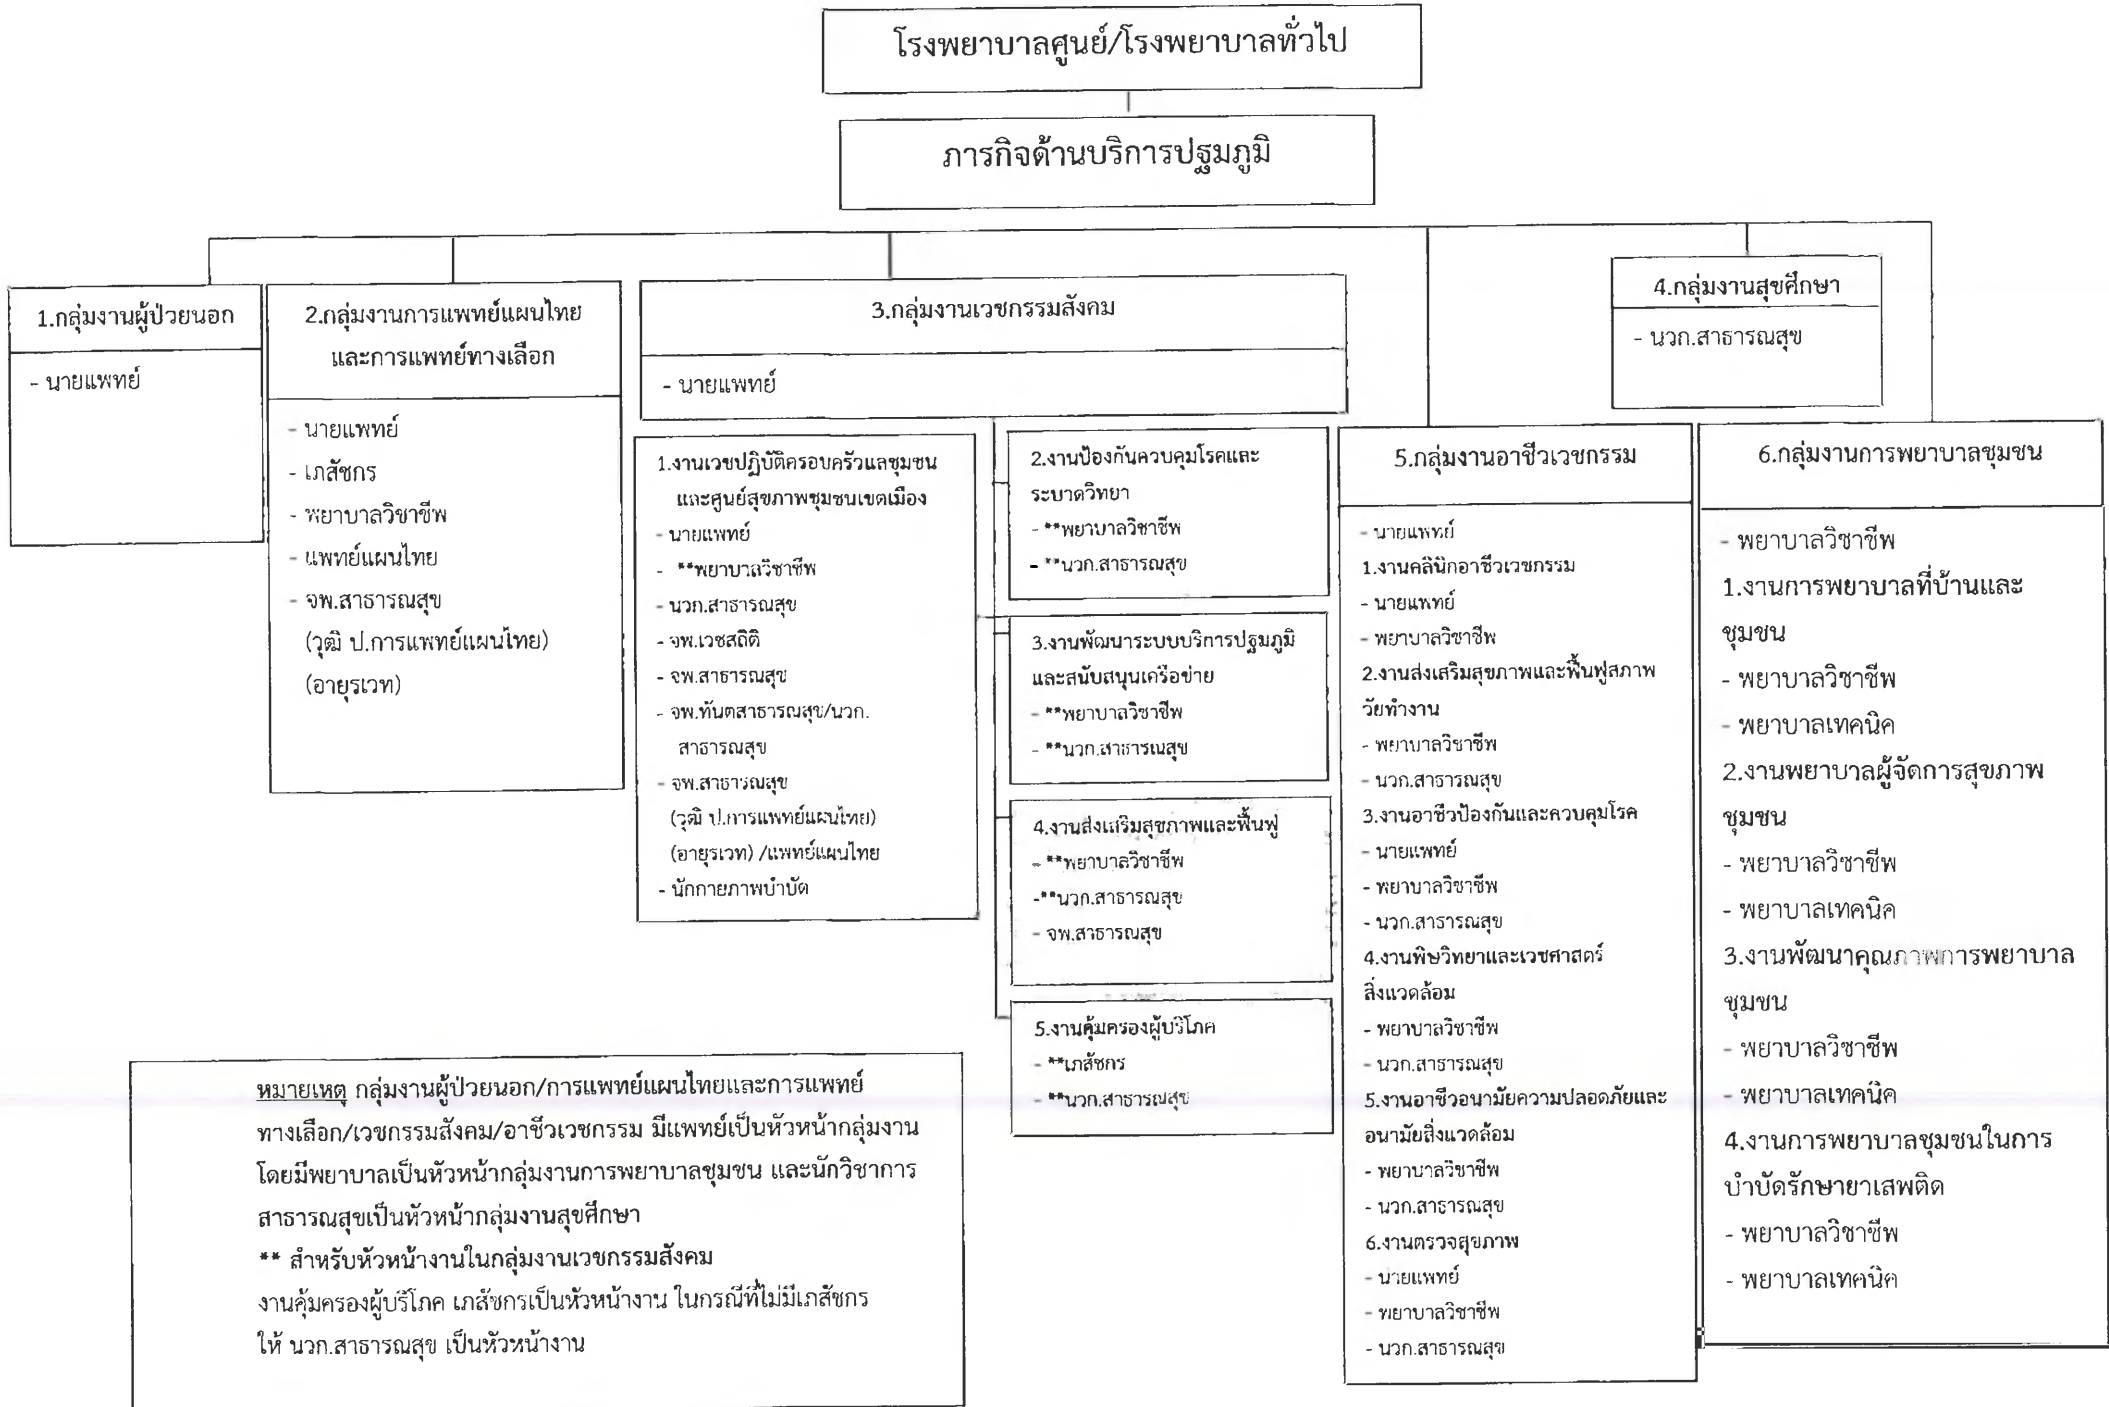 โรงพยาบาลศูนย์/โรงพยาบาลทั่วไป
ภารกิจด้านบริการปฐมภูมิ
1.กลุ่มงานผู้ป่วยนอก
- นายแพทย์
2.กลุ่มงานการแพทย์แผนไทย
และการแพทย์ทางเลือก
- นายแพทย์
- เภสัชกร
- พยาบาลวิชาชีพ
- แพทย์แผนไทย
- จพ.สาธารณสุข
(วุฒิ ป.การแพทย์แผนไทย)
(อายุรเวท)
3.กลุ่มงานเวชกรรมสังคม
- นายแพทย์
1.งานเวชปฏิบัติครอบครัวแลชุมชน
และศูนย์สุขภาพชุมชนเขตเมือง
- นายแพทย์
- **พยาบาลวิชาชีพ
- นวก.สาธารณสุข
- จพ.เวชสถิติ
- จพ.สาธารณสุข
- จพ.ทันตสาธารณสุข/นวก.
สาธารณสุข
- จพ.สาธารณสุข
(วุฒิ ป.การแพทย์แผนไทย)
(อายุรเวท) /แพทย์แผนไทย
- นักกายภาพบำบัด
2.งานป้องกันควบคุมโรคและ
ระบาดวิทยา
- **พยาบาลวิชาชีพ
- **นวก.สาธารณสุข
3.งานพัฒนาระบบบริการปฐมภูมิ
และสนับสนุนเครือข่าย
- **พยาบาลวิชาชีพ
- **นวก.สาธารณสุข
4.งานส่งเสริมสุขภาพและฟื้นฟู
- **พยาบาลวิชาชีพ
-**นวก.สาธารณสุข
- จพ.สาธารณสุข
5.งานคุ้มครองผู้บริโภค
- **เภสัชกร
- **นวก.สาธารณสุข
4.กลุ่มงานสุขศึกษา
- นวก.สาธารณสุข
5.กลุ่มงานอาชีวเวชกรรม
- นายแพทย์
1.งานคลินิกอาชีวเวชกรรม
- นายแพทย์
- พยาบาลวิชาชีพ
2.งานส่งเสริมสุขภาพและฟื้นฟูสภาพ
วัยทำงาน
- พยาบาลวิชาชีพ
- นวก.สาธารณสุข
3.งานอาชีวป้องกันและควบคุมโรค
- นายแพทย์
- พยาบาลวิชาชีพ
- นวก.สาธารณสุข
4.งานพิษวิทยาและเวชศาสตร์
สิ่งแวดล้อม
- พยาบาลวิชาชีพ
- นวก.สาธารณสุข
5.งานอาชีวอนามัยความปลอดภัยและ
อนามัยสิ่งแวดล้อม
- พยาบาลวิชาชีพ
- นวก.สาธารณสุข
6.งานตรวจสุขภาพ
- นายแพทย์
- พยาบาลวิชาชีพ
- นวก.สาธารณสุข
6.กลุ่มงานการพยาบาลชุมชน
- พยาบาลวิชาชีพ
1.งานการพยาบาลที่บ้านและ
ชุมชน
- พยาบาลวิชาชีพ
- พยาบาลเทคนิค
2.งานพยาบาลผู้จัดการสุขภาพ
ชุมชน
- พยาบาลวิชาชีพ
- พยาบาลเทคนิค
3.งานพัฒนาคุณภาพการพยาบาล
ชุมชน
- พยาบาลวิชาชีพ
- พยาบาลเทคนิค
4.งานการพยาบาลชุมชนในการ
บำบัดรักษายาเสพติด
- พยาบาลวิชาชีพ
- พยาบาลเทคนิค
หมายเหตุ กลุ่มงานผู้ป่วยนอก/การแพทย์แผนไทยและการแพทย์
ทางเลือก/เวชกรรมสังคม/อาชีวเวชกรรม มีแพทย์เป็นหัวหน้ากลุ่มงาน
โดยมีพยาบาลเป็นหัวหน้ากลุ่มงานการพยาบาลชุมชน และนักวิชาการ
สาธารณสุขเป็นหัวหน้ากลุ่มงานสุขศึกษา
** สำหรับหัวหน้างานในกลุ่มงานเวชกรรมสังคม
งานคุ้มครองผู้บริโภค เภสัชกรเป็นหัวหน้างาน ในกรณีที่ไม่มีเภสัชกร
ให้ นวก.สาธารณสุข เป็นหัวหน้างาน